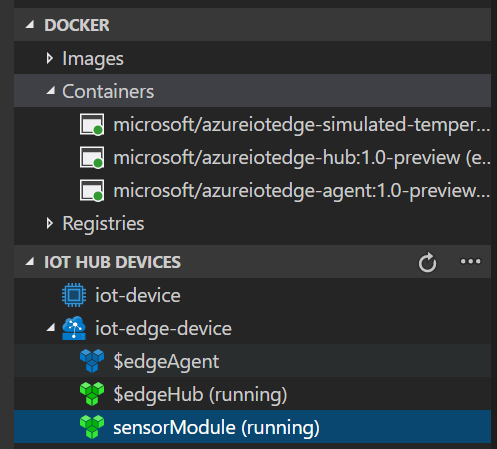 DOCKER
Images
Containers
microsoft/azureiotedge-simulated-temper...
microsoft/azureiotedge-hub:1.0-preview (e...
microsoft/azureiotedge-agent:1.0-preview...
Registries
IOT HUB DEVICES
iot-device
iot-edge-device
$edgeAgent
$edgeHub (running)
sensorModule (running)